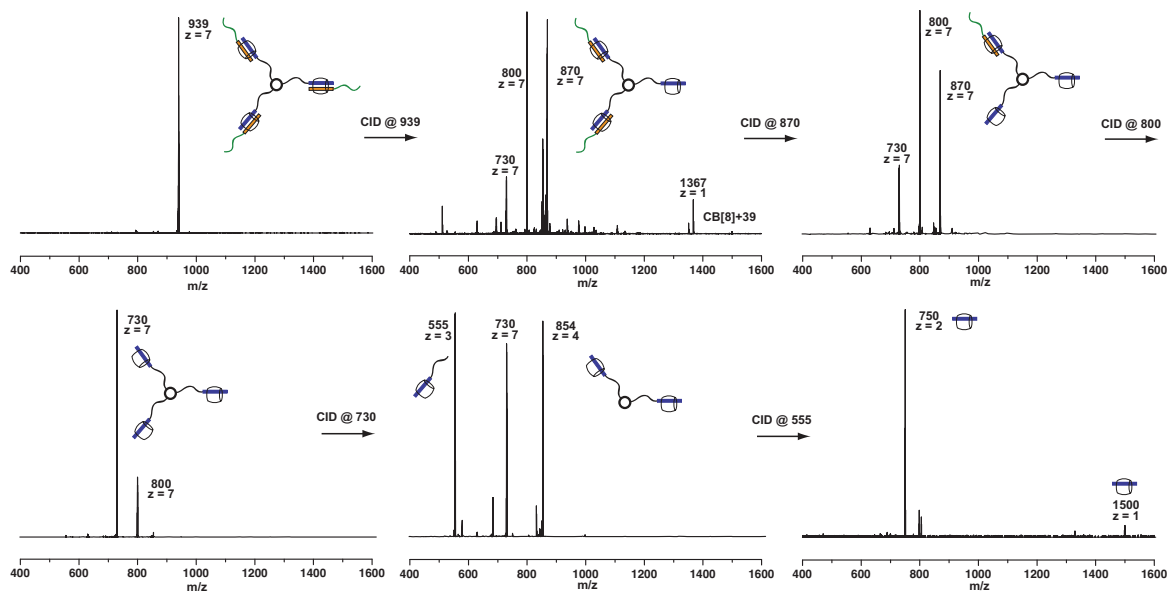 939
z = 7
CID @ 939
400 600 800 1000 1200 1400 1600
m/z
800
z = 7
870
z = 7
730
z = 7
1367
z = 1
CB[8]+39
CID @ 870
400 600 800 1000 1200 1400 1600
m/z
800
z = 7
870
z = 7
730
z = 7
CID @ 800
400 600 800 1000 1200 1400 1600
m/z
730
z = 7
800
z = 7
CID @ 730
400 600 800 1000 1200 1400 1600
m/z
555
z = 3
730
z = 7
854
z = 4
CID @ 555
400 600 800 1000 1200 1400 1600
m/z
750
z = 2
1500
z = 1
400 600 800 1000 1200 1400 1600
m/z